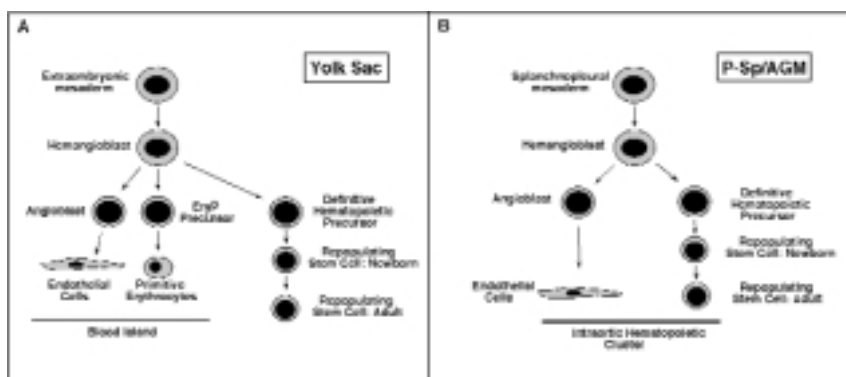 A
Yolk Sac
Extraembryonic
mesoderm
Hemangioblast
Angioblast
EryP
Precursor
Definitive
Hematopoietic
Precursor
Endothelial
Cells
Primitive
Erythrocytes
Repopulating
Stem Cell: Newborn
Repopulating
Stem Cell: Adult
Blood Island
B
P-Sp/AGM
Splanchnopleural
mesoderm
Hemangioblast
Angioblast
Definitive
Hematopoietic
Precursor
Repopulating
Stem Cell: Newborn
Endothelial
Cells
Repopulating
Stem Cell: Adult
Intraaortic Hematopoietic
Cluster